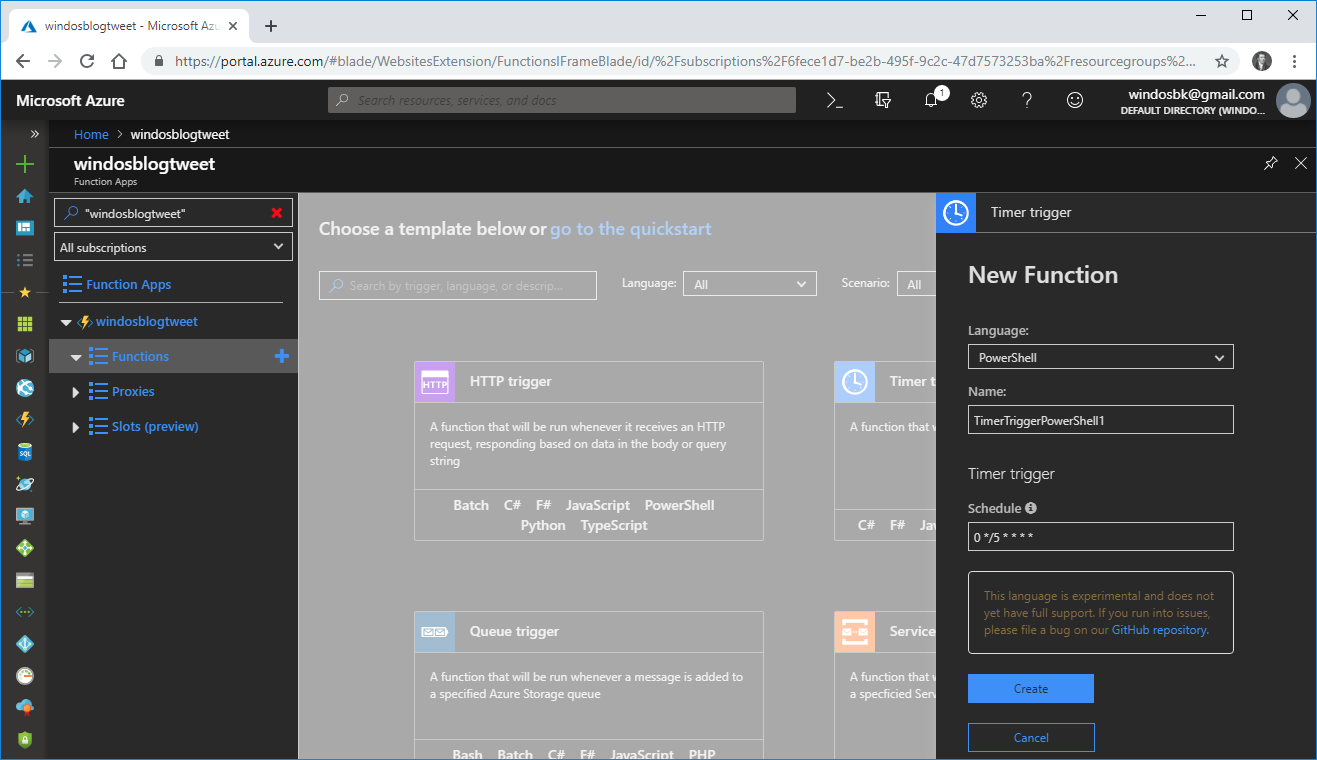 windosblogtweet - Microsoft Azu
https://portal.azure.com/#blade/WebsitesExtension/FunctionsIFrameBlade/id/%2Fsubscriptions%2F6fece1d7-be2b-495f-9c2c-47d7573253ba%2Fresourcegroups%2...
Microsoft Azure
Search resources, services, and docs
1
windosbk@gmail.com
DEFAULT DIRECTORY (WINDO...
Home > windosblogtweet
windosblogtweet
Function Apps
"windosblogtweet"
All subscriptions
Function Apps
windosblogtweet
Functions
Proxies
Slots (preview)
Choose a template below or go to the quickstart
Search by trigger, language, or descrip...
Language:
All
Scenario:
All
HTTP
HTTP trigger
A function that will be run whenever it receives an HTTP
request, responding based on data in the body or query
string
Batch C# F# JavaScript PowerShell
Python TypeScript
Timer t
A function that w
C# F# Jav
Queue trigger
A function that will be run whenever a message is added to
a specified Azure Storage queue
Bash Batch C# F# JavaScript PHP
Service
A function that w
a specficied Serv
SQL
Timer trigger
New Function
Language:
PowerShell
Name:
TimerTriggerPowerShell1
Timer trigger
Schedule
0 */5 * * * *
This language is experimental and does not
yet have full support. If you run into issues,
please file a bug on our GitHub repository.
Create
Cancel